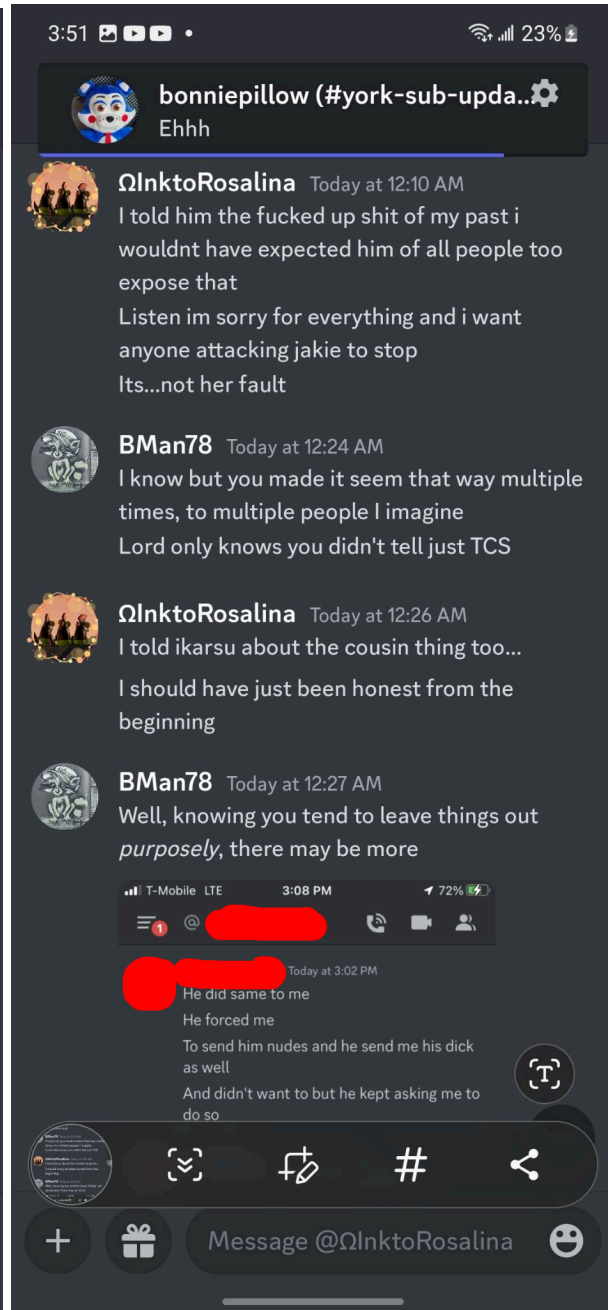 3:51
23%
bonniepillow (#york-sub-upda..
Ehhh
ΩInktoRosalina Today at 12:10 AM
I told him the fucked up shit of my past i
wouldnt have expected him of all people too
expose that
Listen im sorry for everything and i want
anyone attacking jakie to stop
Its...not her fault
BMan78 Today at 12:24 AM
I know but you made it seem that way multiple
times, to multiple people I imagine
Lord only knows you didn't tell just TCS
ΩInktoRosalina Today at 12:26 AM
I told ikarsu about the cousin thing too...
I should have just been honest from the
beginning
BMan78 Today at 12:27 AM
Well, knowing you tend to leave things out
purposely, there may be more
T-Mobile LTE 3:08 PM 72%
1 @
Today at 3:02 PM
He did same to me
He forced me
To send him nudes and he send me his dick
as well
And didn't want to but he kept asking me to
do so
T
#
+ Message @ΩInktoRosalina